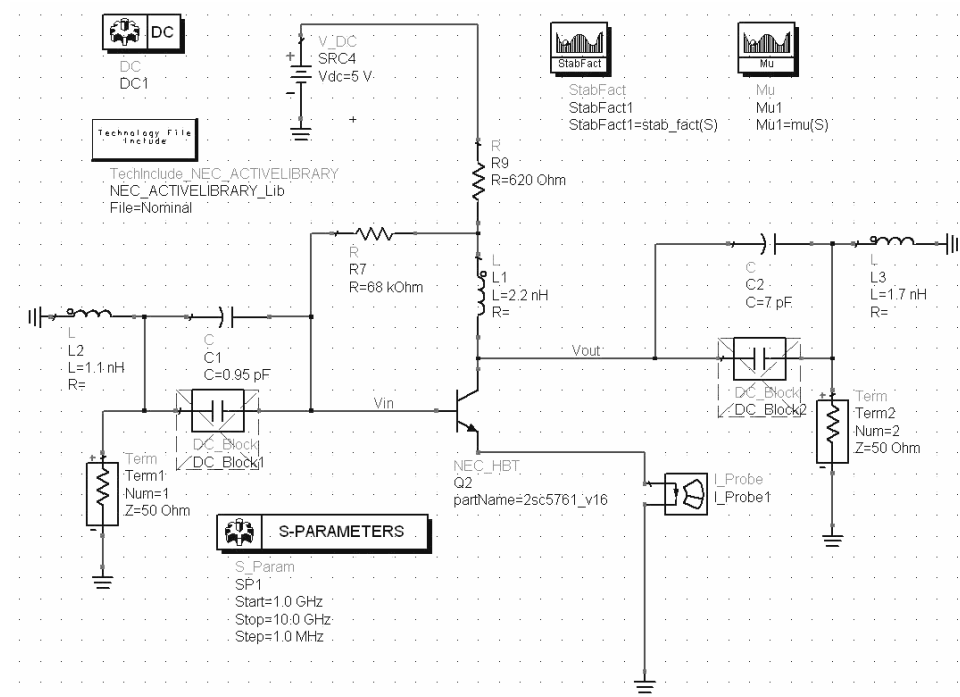 DC
DC
DC1
Technology File
Include
TechInclude_NEC_ACTIVELIBRARY
NEC_ACTIVELIBRARY_Lib
File=Nominal
V_DC
SRC4
Vdc=5 V
StabFact
StabFact
StabFact1
StabFact1=stab_fact(S)
Mu
Mu
Mu1
Mu1=mu(S)
R
R9
R=620 Ohm
R
R7
R=68 kOhm
L
L1
L=2.2 nH
R=
C
C2
C=7 pF
L
L3
L=1.7 nH
R=
L
L2
L=1.1 nH
R=
C
C1
C=0.95 pF
Vout
DC_Block
DC_Block2
Vin
DC_Block
DC_Block1
Term
Term2
Num=2
Z=50 Ohm
Term
Term1
Num=1
Z=50 Ohm
NEC_HBT
Q2
partName=2sc5761_v16
I_Probe
I_Probe1
S-PARAMETERS
S_Param
SP1
Start=1.0 GHz
Stop=10.0 GHz
Step=1.0 MHz